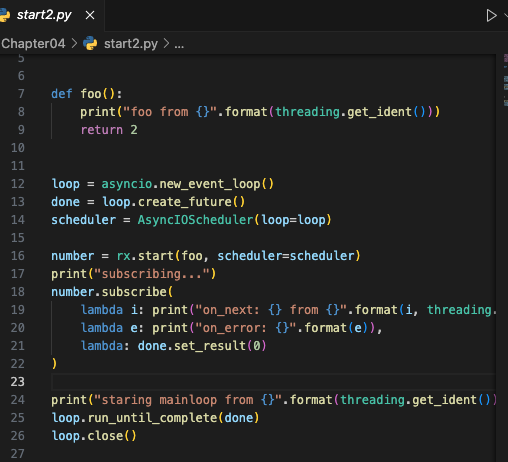 start2.py
Chapter04 > start2.py > ...
5
6
7 def foo():
8 print("foo from {}".format(threading.get_ident()))
9 return 2
10
11
12 loop = asyncio.new_event_loop()
13 done = loop.create_future()
14 scheduler = AsyncIOScheduler(loop=loop)
15
16 number = rx.start(foo, scheduler=scheduler)
17 print("subscribing...")
18 number.subscribe(
19 lambda i: print("on_next: {} from {}".format(i, threading.
20 lambda e: print("on_error: {}".format(e)),
21 lambda: done.set_result(0)
22 )
23
24 print("staring mainloop from {}".format(threading.get_ident())
25 loop.run_until_complete(done)
26 loop.close()
27